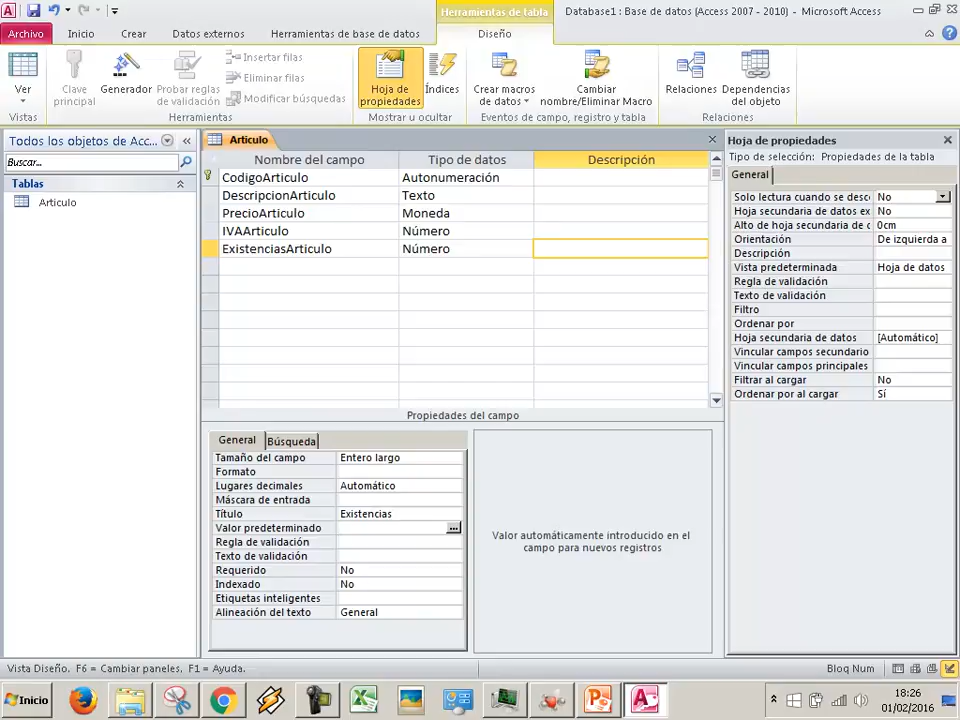 Herramientas de tabla
Database1 : Base de datos (Access 2007 - 2010) - Microsoft Access
Archivo Inicio Crear Datos externos Herramientas de base de datos Diseño
Ver
Clave principal
Generador
Probar reglas de validación
Insertar filas
Eliminar filas
Modificar búsquedas
Hoja de propiedades
Índices
Crear macros de datos
Cambiar nombre/Eliminar Macro
Relaciones
Dependencias del objeto
Vistas Herramientas Mostrar u ocultar Eventos de campo, registro y tabla Relaciones
Todos los objetos de Acc...
Buscar...
Tablas
Articulo
Articulo
Nombre del campo Tipo de datos Descripción
CodigoArticulo Autonumeración
DescripcionArticulo Texto
PrecioArticulo Moneda
IVAArticulo Número
ExistenciasArticulo Número
Propiedades del campo
General Búsqueda
Tamaño del campo Entero largo
Formato
Lugares decimales Automático
Máscara de entrada
Título Existencias
Valor predeterminado
Regla de validación
Texto de validación
Requerido No
Indexado No
Etiquetas inteligentes
Alineación del texto General
Valor automáticamente introducido en el
campo para nuevos registros
Hoja de propiedades
Tipo de selección: Propiedades de la tabla
General
Solo lectura cuando se desc No
Hoja secundaria de datos ex No
Alto de hoja secundaria de d 0cm
Orientación De izquierda a
Descripción
Vista predeterminada Hoja de datos
Regla de validación
Texto de validación
Filtro
Ordenar por
Hoja secundaria de datos [Automático]
Vincular campos secundario
Vincular campos principales
Filtrar al cargar No
Ordenar por al cargar Sí
Vista Diseño. F6 = Cambiar paneles. F1 = Ayuda.
Bloq Num
Inicio
18:26
01/02/2016